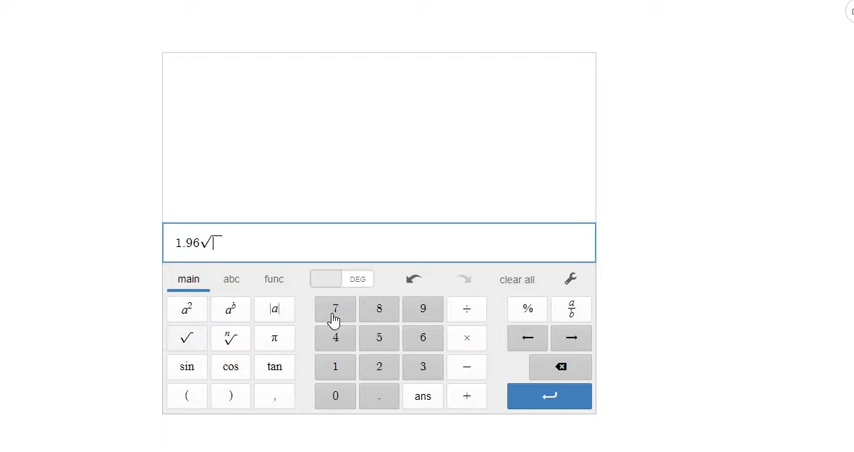 1.96√
main abc func DEG clear all
a² aᵇ |a| 7 8 9 ÷ % a/b
√ ⁿ√ π 4 5 6 × ← →
sin cos tan 1 2 3 −
( ) , 0 . ans +